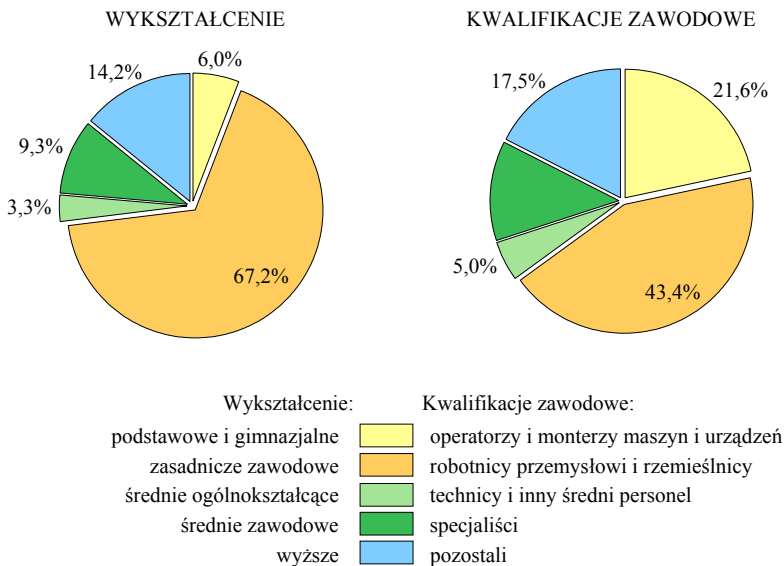 WYKSZTAŁCENIE
KWALIFIKACJE ZAWODOWE
6,0%
14,2%
9,3%
3,3%
67,2%
17,5%
21,6%
5,0%
43,4%
Wykształcenie: Kwalifikacje zawodowe:
podstawowe i gimnazjalne operatorzy i monterzy maszyn i urządzeń
zasadnicze zawodowe robotnicy przemysłowi i rzemieślnicy
średnie ogólnokształcące technicy i inny średni personel
średnie zawodowe specjaliści
wyższe pozostali